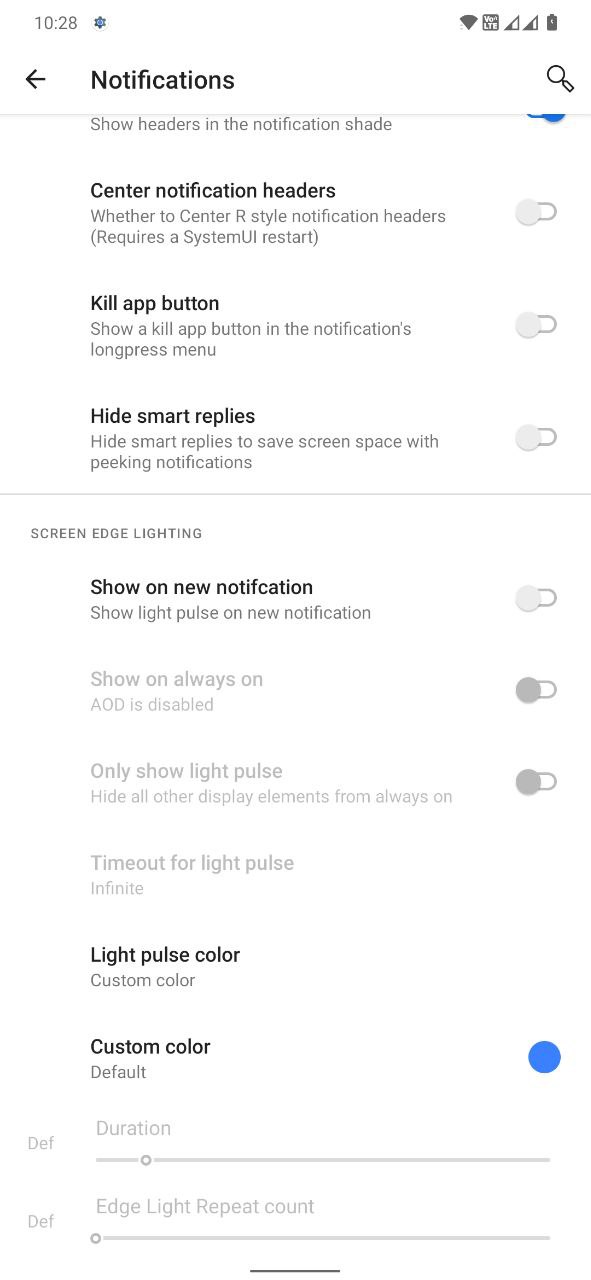 10:28
Vo LTE
Notifications
Show headers in the notification shade
Center notification headers
Whether to Center R style notification headers
(Requires a SystemUI restart)
Kill app button
Show a kill app button in the notification's
longpress menu
Hide smart replies
Hide smart replies to save screen space with
peeking notifications
SCREEN EDGE LIGHTING
Show on new notifcation
Show light pulse on new notification
Show on always on
AOD is disabled
Only show light pulse
Hide all other display elements from always on
Timeout for light pulse
Infinite
Light pulse color
Custom color
Custom color
Default
Duration
Def
Edge Light Repeat count
Def